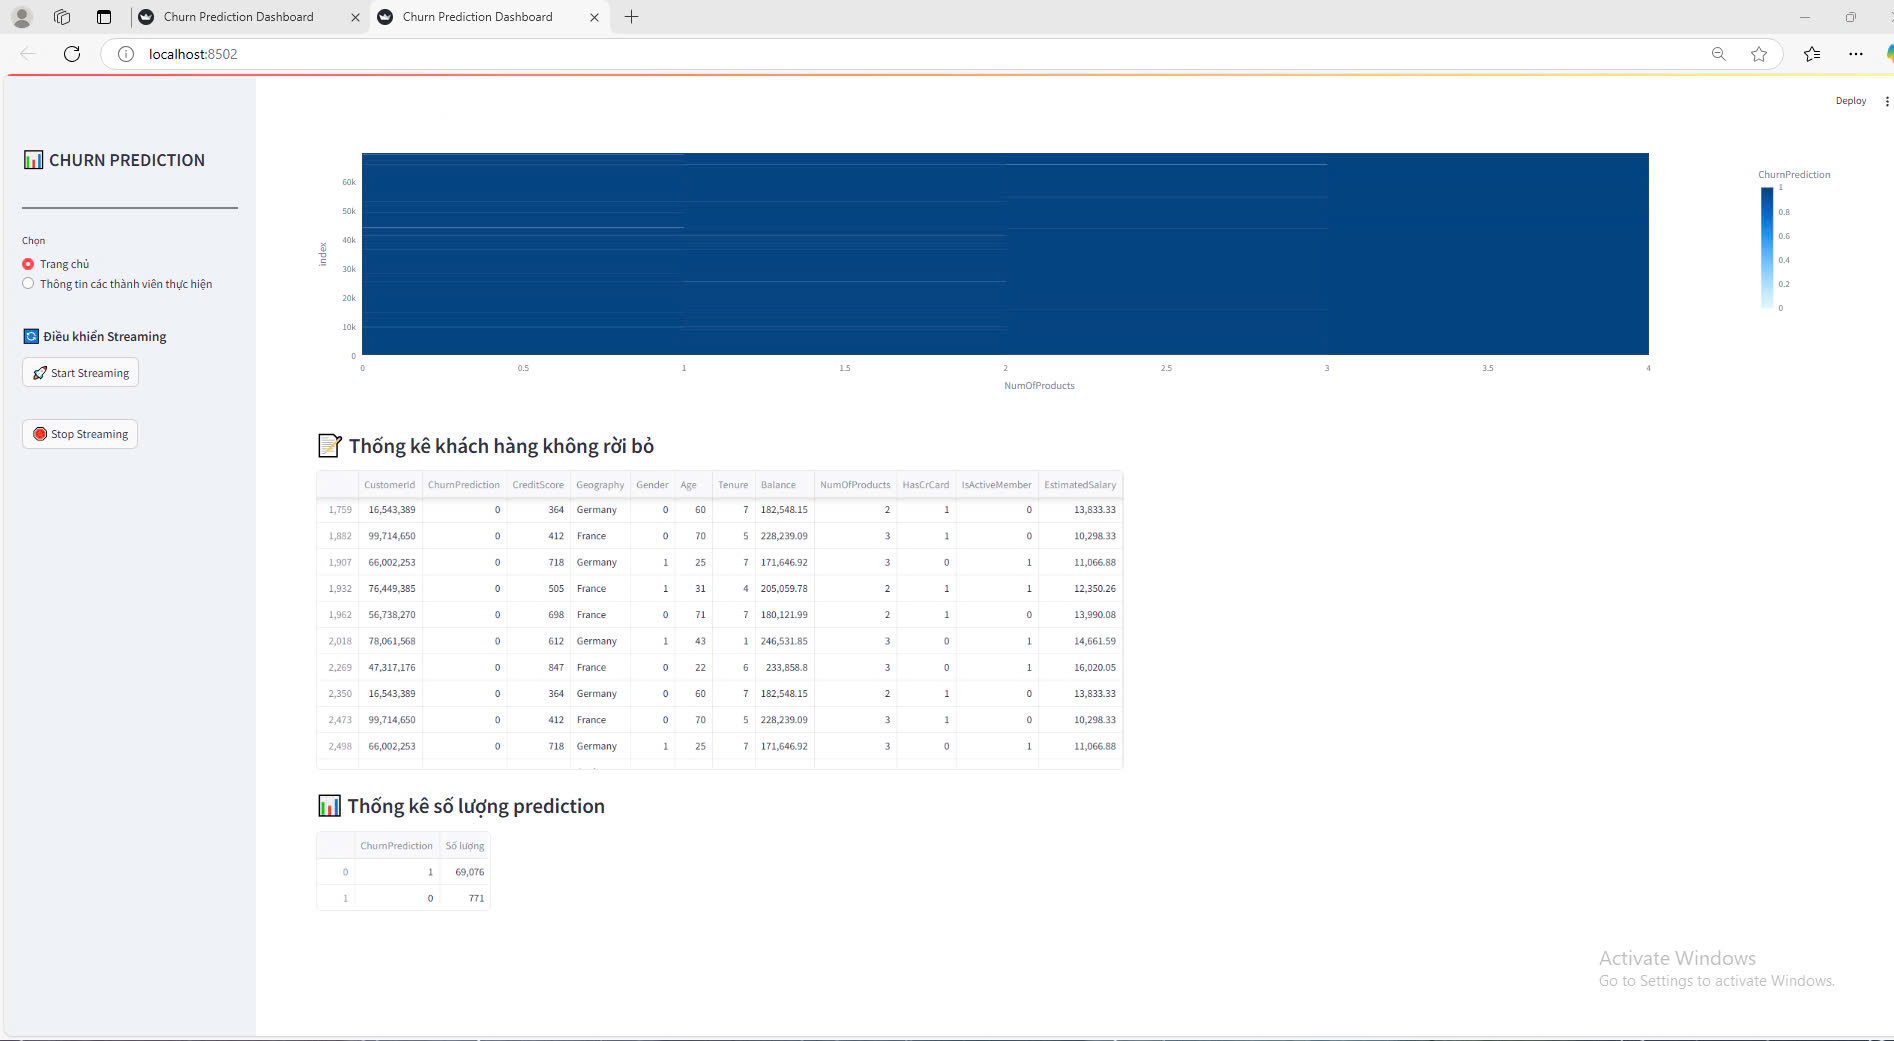 Churn Prediction Dashboard
Churn Prediction Dashboard
localhost:8502
Deploy
CHURN PREDICTION
Chọn
Trang chủ
Thông tin các thành viên thực hiện
Điều khiển Streaming
Start Streaming
Stop Streaming
index
60k
50k
40k
30k
20k
10k
0
0 0.5 1 1.5 2 2.5 3 3.5 4
NumOfProducts
ChurnPrediction
1
0.8
0.6
0.4
0.2
0
Thống kê khách hàng không rời bỏ
CustomerId ChurnPrediction CreditScore Geography Gender Age Tenure Balance NumOfProducts HasCrCard IsActiveMember EstimatedSalary
1,759 16,543,389 0 364 Germany 0 60 7 182,548.15 2 1 0 13,833.33
1,882 99,714,650 0 412 France 0 70 5 228,239.09 3 1 0 10,298.33
1,907 66,002,253 0 718 Germany 1 25 7 171,646.92 3 0 1 11,066.88
1,932 76,449,385 0 505 France 1 31 4 205,059.78 2 1 1 12,350.26
1,962 56,738,270 0 698 France 0 71 7 180,121.99 2 1 0 13,990.08
2,018 78,061,568 0 612 Germany 1 43 1 246,531.85 3 0 1 14,661.59
2,269 47,317,176 0 847 France 0 22 6 233,858.8 3 0 1 16,020.05
2,350 16,543,389 0 364 Germany 0 60 7 182,548.15 2 1 0 13,833.33
2,473 99,714,650 0 412 France 0 70 5 228,239.09 3 1 0 10,298.33
2,498 66,002,253 0 718 Germany 1 25 7 171,646.92 3 0 1 11,066.88
Thống kê số lượng prediction
ChurnPrediction Số lượng
0 1 69,076
1 0 771
Activate Windows
Go to Settings to activate Windows.